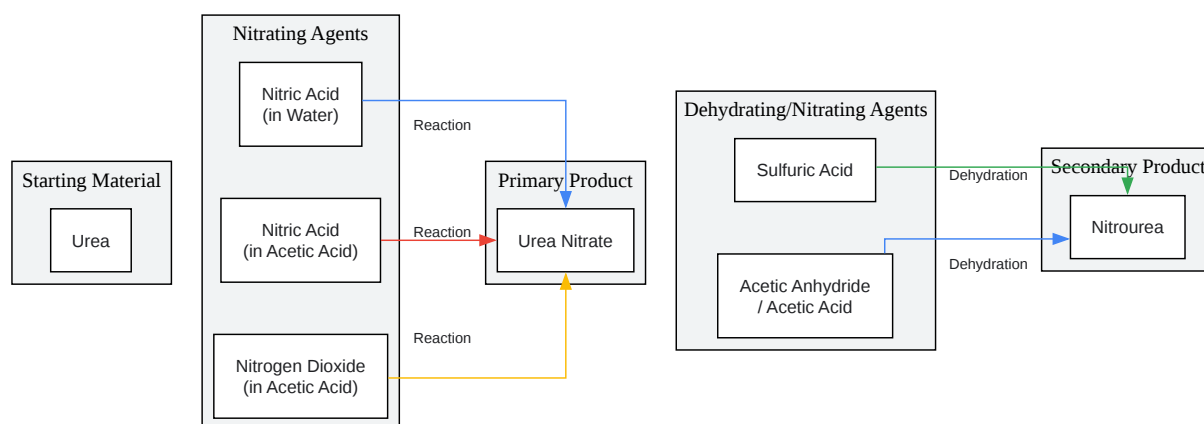 Starting Material
Urea
Nitrating Agents
Nitric Acid
(in Water)
Nitric Acid
(in Acetic Acid)
Nitrogen Dioxide
(in Acetic Acid)
Reaction
Reaction
Reaction
Primary Product
Urea Nitrate
Dehydrating/Nitrating Agents
Sulfuric Acid
Acetic Anhydride
/ Acetic Acid
Dehydration
Dehydration
Secondary Product
Nitrourea